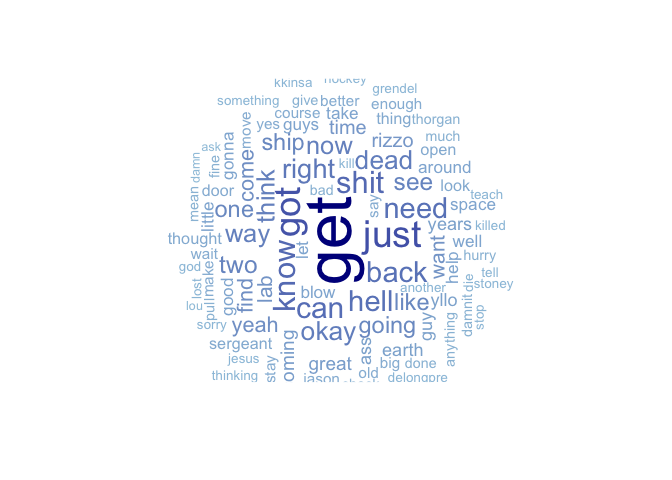 kkinsa
hockey
grendel
something
give
better
enough
course
take
thing
thorgan
move
yes
guys
time
much
ship
now
rizzo
open
ask
gonna
come
right
kill
dead
around
damn
fine
think
bad
shit
see
look
teach
door
mean
little
one
got
get
say
need
space
just
years
killed
thought
way
let
want
well
wait
know
hurry
god
two
back
help
tell
lost
make
pull
good
find
lab
blow
another
die
stoney
lou
can
hell
like
yllo
sorry
yeah
okay
going
guy
damnit
stop
sergeant
oming
ass
earth
anything
jesus
great
big
done
thinking
stay
jason
old
delongpre